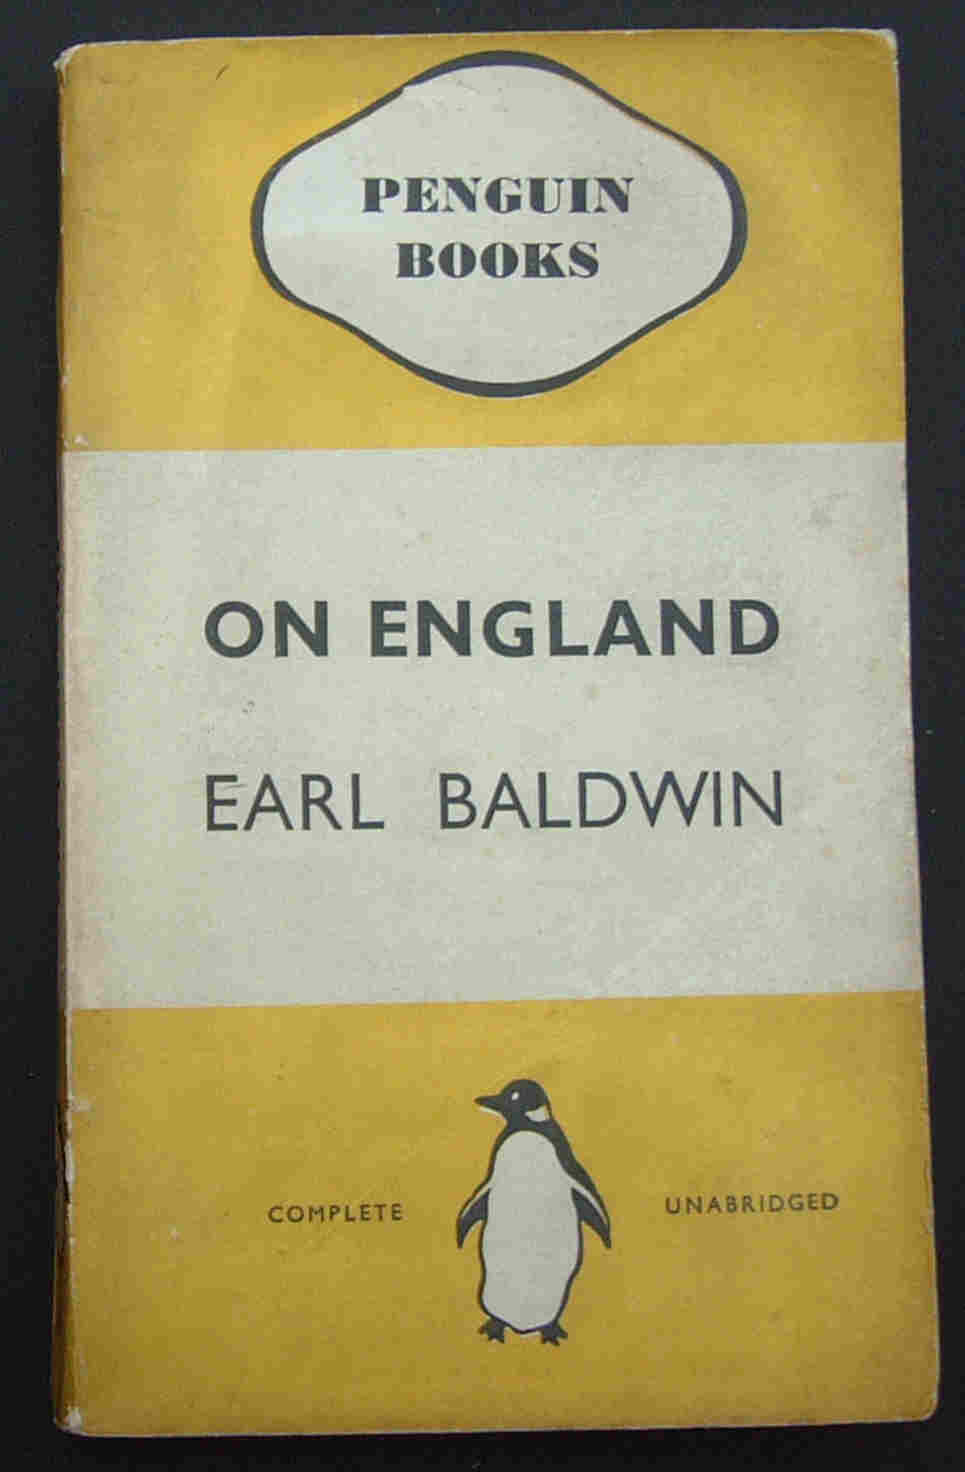 PENGUIN
BOOKS
ON ENGLAND
EARL BALDWIN
COMPLETE UNABRIDGED